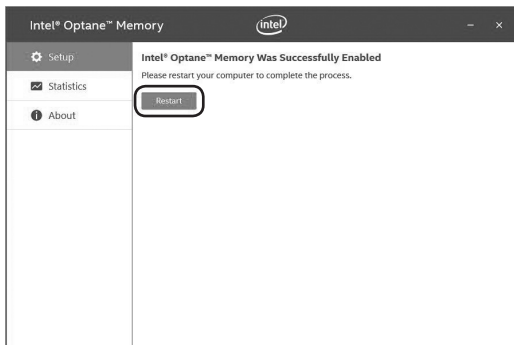 Intel® Optane™ Memory
intel
Setup
Statistics
About
Intel® Optane™ Memory Was Successfully Enabled
Please restart your computer to complete the process.
Restart